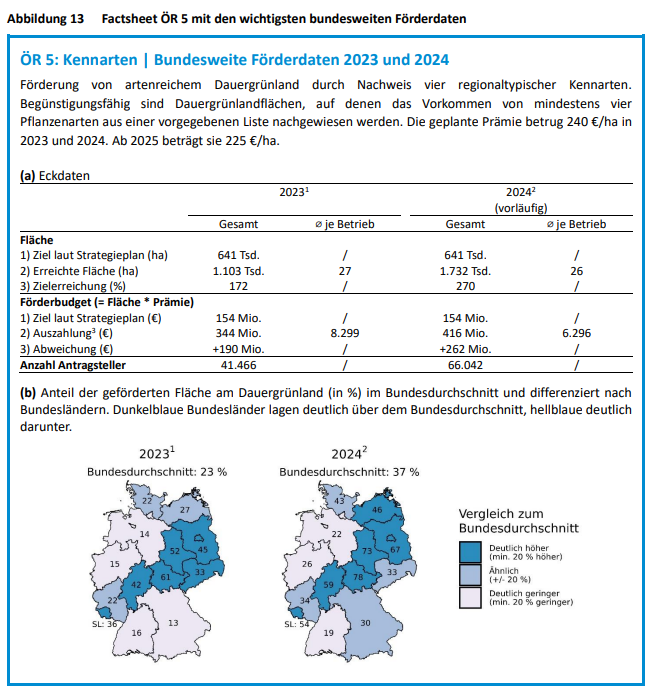 Abbildung 13 Factsheet ÖR 5 mit den wichtigsten bundesweiten Förderdaten
ÖR 5: Kennarten | Bundesweite Förderdaten 2023 und 2024
Förderung von artenreichem Dauergrünland durch Nachweis vier regionaltypischer Kennarten.
Begünstigungsfähig sind Dauergrünlandflächen, auf denen das Vorkommen von mindestens vier
Pflanzenarten aus einer vorgegebenen Liste nachgewiesen werden. Die geplante Prämie betrug 240 €/ha in
2023 und 2024. Ab 2025 beträgt sie 225 €/ha.
(a) Eckdaten
2023¹ 2024²
(vorläufig)
Gesamt ⌀ je Betrieb Gesamt ⌀ je Betrieb
Fläche
1) Ziel laut Strategieplan (ha) 641 Tsd. / 641 Tsd. /
2) Erreichte Fläche (ha) 1.103 Tsd. 27 1.732 Tsd. 26
3) Zielerreichung (%) 172 / 270 /
Förderbudget (= Fläche * Prämie)
1) Ziel laut Strategieplan (€) 154 Mio. / 154 Mio. /
2) Auszahlung³ (€) 344 Mio. 8.299 416 Mio. 6.296
3) Abweichung (€) +190 Mio. / +262 Mio. /
Anzahl Antragsteller 41.466 / 66.042 /
(b) Anteil der geförderten Fläche am Dauergrünland (in %) im Bundesdurchschnitt und differenziert nach
Bundesländern. Dunkelblaue Bundesländer lagen deutlich über dem Bundesdurchschnitt, hellblaue deutlich
darunter.
2023¹
Bundesdurchschnitt: 23 %
22
27
14
52
45
15
61
33
42
22
SL: 36
16
13
2024²
Bundesdurchschnitt: 37 %
43
46
22
73
67
26
78
33
59
34
SL: 54
19
30
Vergleich zum
Bundesdurchschnitt
Deutlich höher
(min. 20 % höher)
Ähnlich
(+/- 20 %)
Deutlich geringer
(min. 20 % geringer)